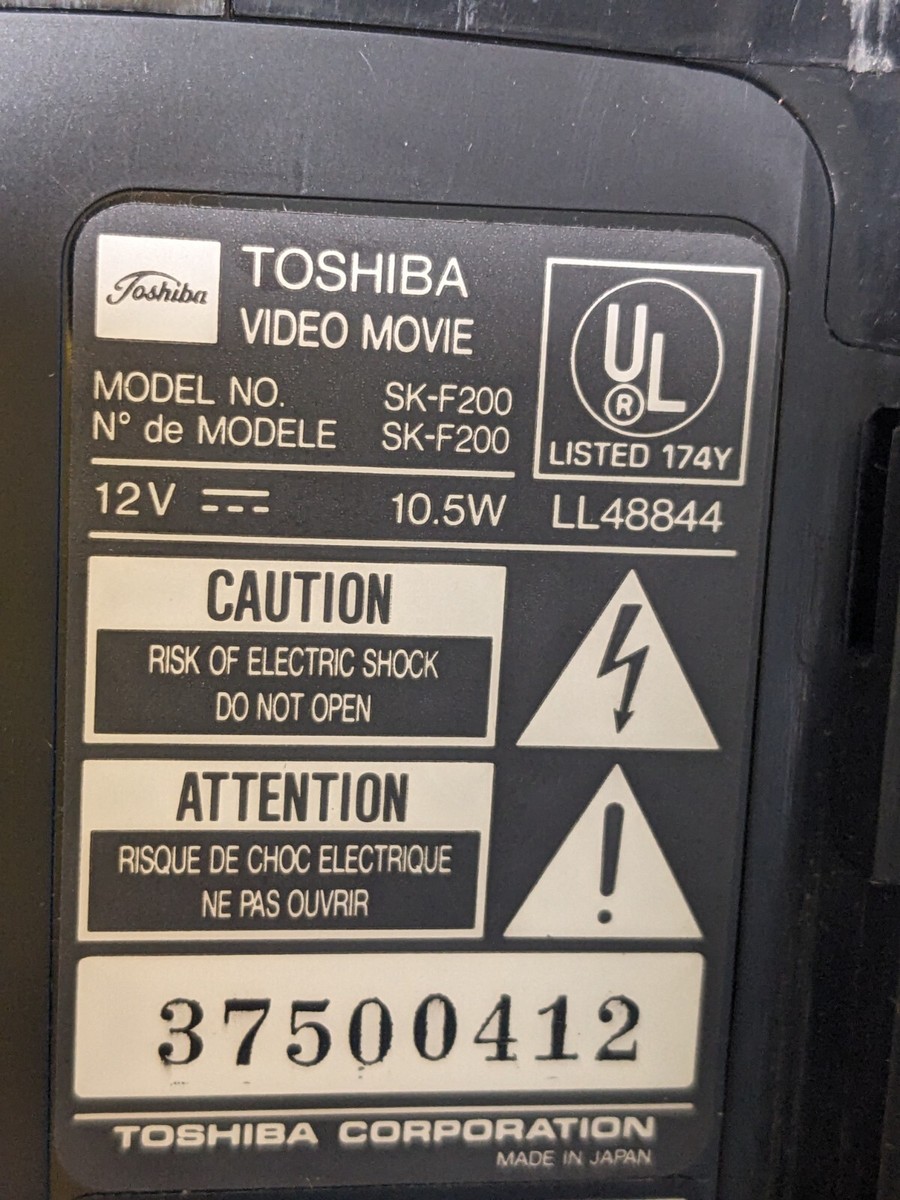 Toshiba
TOSHIBA
VIDEO MOVIE
MODEL NO. SK-F200
N° de MODELE SK-F200
UL
®
LISTED 174Y
12V 10.5W LL48844
CAUTION
RISK OF ELECTRIC SHOCK
DO NOT OPEN
ATTENTION
RISQUE DE CHOC ELECTRIQUE
NE PAS OUVRIR
!
37500412
TOSHIBA CORPORATION
MADE IN JAPAN